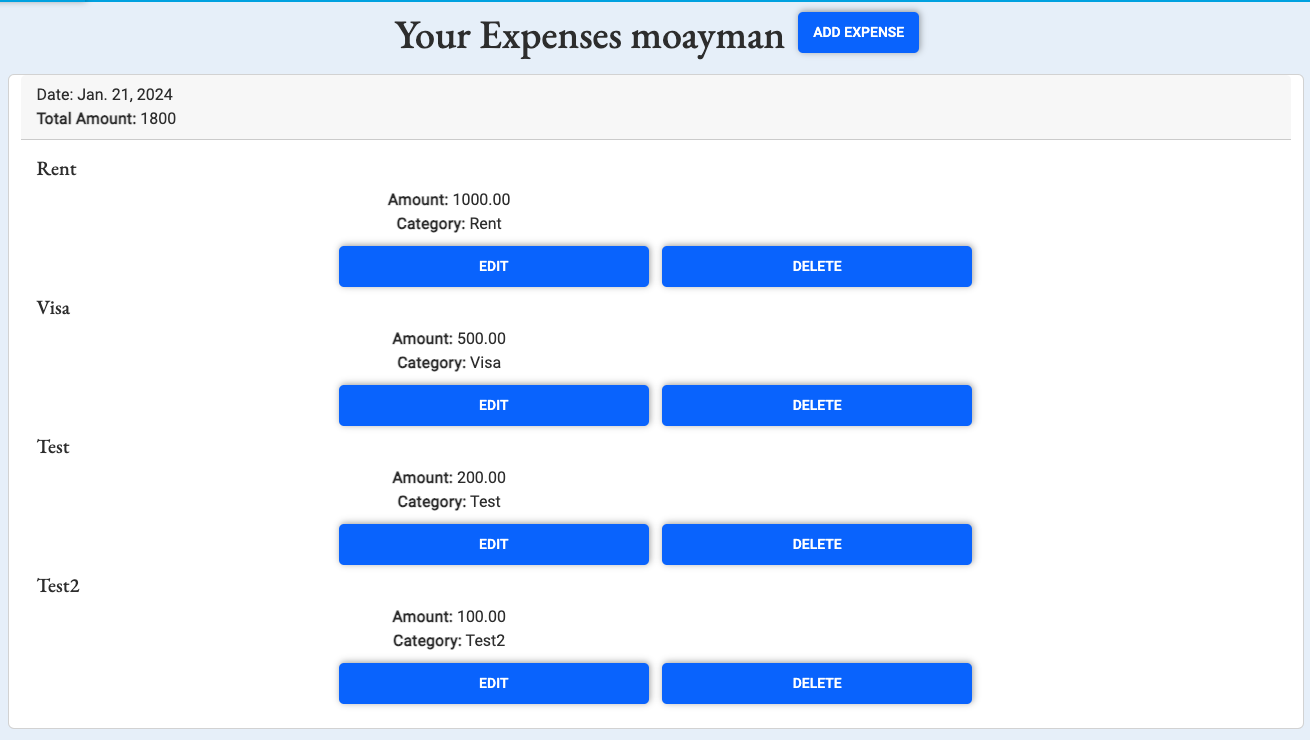 Your Expenses moayman ADD EXPENSE
Date: Jan. 21, 2024
Total Amount: 1800
Rent
Amount: 1000.00
Category: Rent
EDIT DELETE
Visa
Amount: 500.00
Category: Visa
EDIT DELETE
Test
Amount: 200.00
Category: Test
EDIT DELETE
Test2
Amount: 100.00
Category: Test2
EDIT DELETE